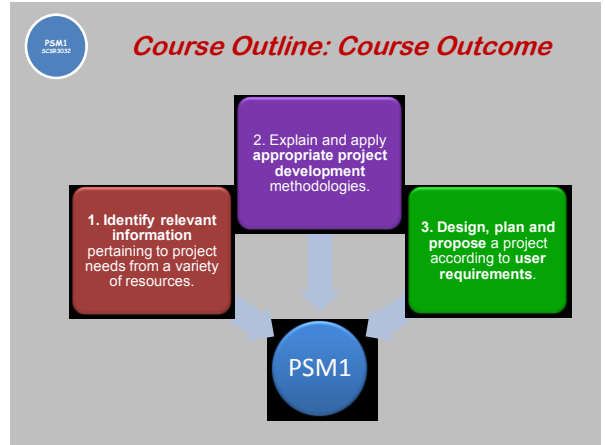 PSM1
SCSR3032
Course Outline: Course Outcome
2. Explain and apply
appropriate project
development
methodologies.
1. Identify relevant
information
pertaining to project
needs from a variety
of resources.
3. Design, plan and
propose a project
according to user
requirements.
PSM1